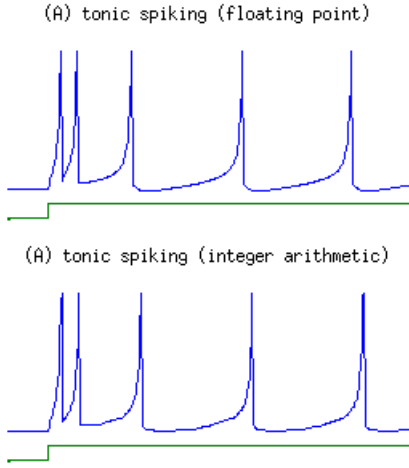 (A) tonic spiking (floating point)
(A) tonic spiking (integer arithmetic)